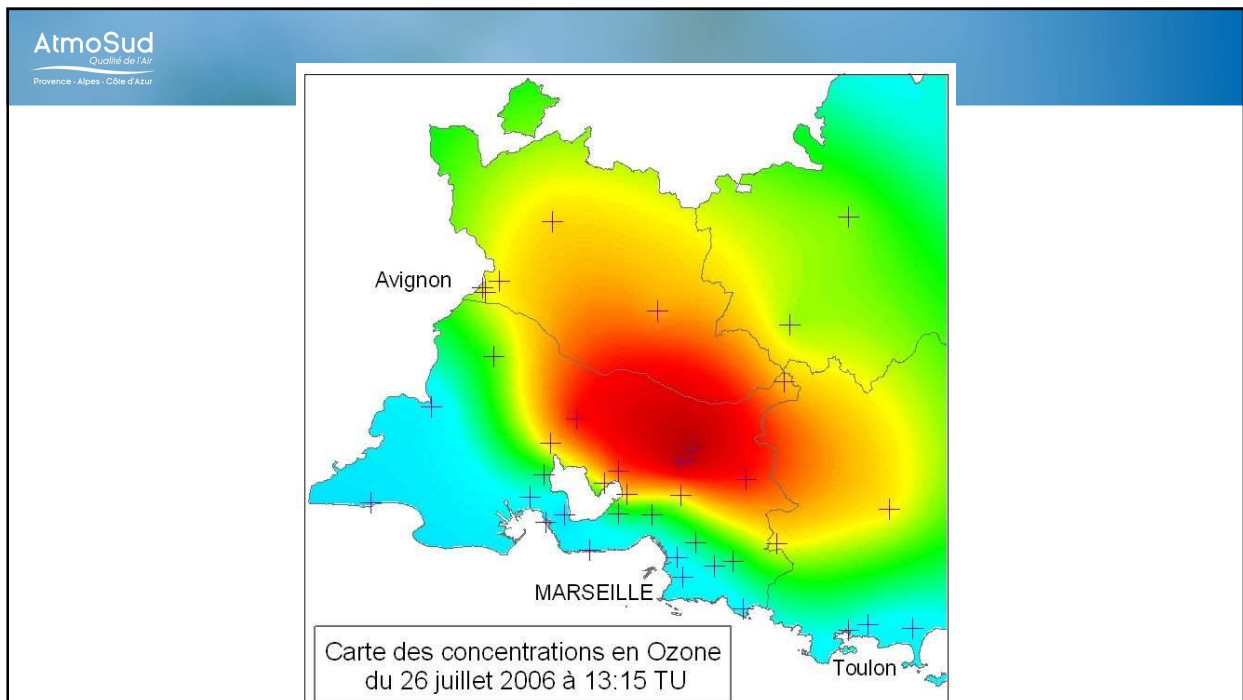 AtmoSud
Qualité de l'Air
Provence - Alpes - Côte d'Azur
Avignon
MARSEILLE
Toulon
Carte des concentrations en Ozone
du 26 juillet 2006 à 13:15 TU